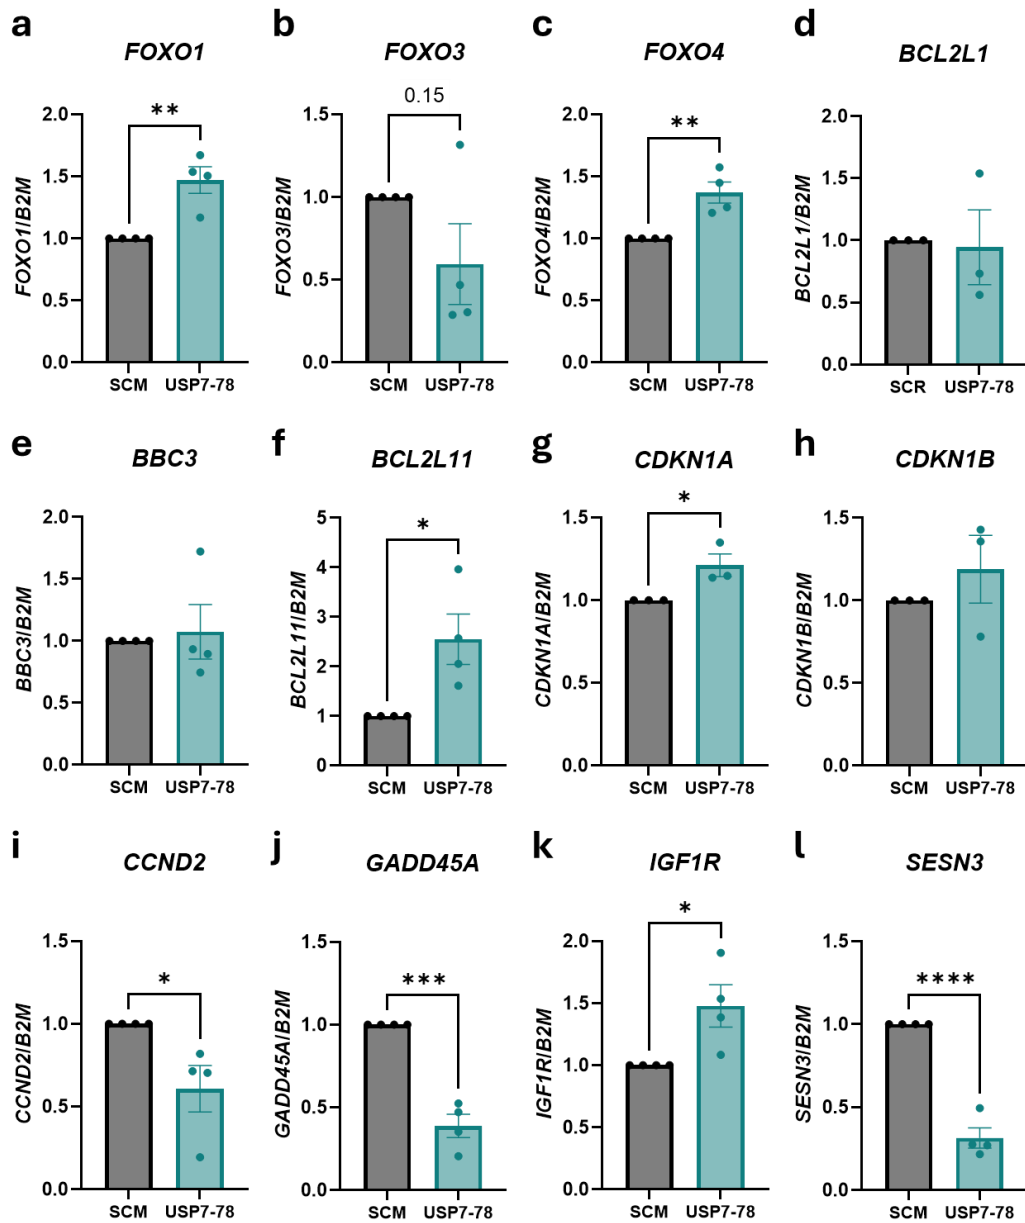 a
FOXO1
**
2.0
1.5
1.0
0.5
0.0
FOXO1/B2M
SCM USP7-78
b
FOXO3
0.15
1.5
1.0
0.5
0.0
FOXO3/B2M
SCM USP7-78
c
FOXO4
**
2.0
1.5
1.0
0.5
0.0
FOXO4/B2M
SCM USP7-78
d
BCL2L1
2.0
1.5
1.0
0.5
0.0
BCL2L1/B2M
SCR USP7-78
e
BBC3
2.0
1.5
1.0
0.5
0.0
BBC3/B2M
SCM USP7-78
f
BCL2L11
*
5
4
3
2
1
0
BCL2L11/B2M
SCM USP7-78
g
CDKN1A
*
1.5
1.0
0.5
0.0
CDKN1A/B2M
SCM USP7-78
h
CDKN1B
1.5
1.0
0.5
0.0
CDKN1B/B2M
SCM USP7-78
i
CCND2
*
1.5
1.0
0.5
0.0
CCND2/B2M
SCM USP7-78
j
GADD45A
***
1.5
1.0
0.5
0.0
GADD45A/B2M
SCM USP7-78
k
IGF1R
*
2.0
1.5
1.0
0.5
0.0
IGF1R/B2M
SCM USP7-78
l
SESN3
****
1.5
1.0
0.5
0.0
SESN3/B2M
SCM USP7-78